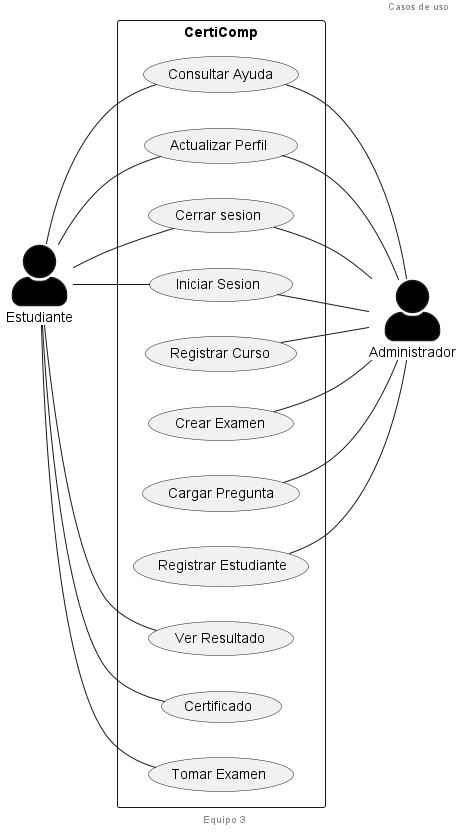 Casos de uso
CertiComp
Consultar Ayuda
Actualizar Perfil
Cerrar sesion
Iniciar Sesion
Estudiante
Registrar Curso
Administrador
Crear Examen
Cargar Pregunta
Registrar Estudiante
Ver Resultado
Certificado
Tomar Examen
Equipo 3